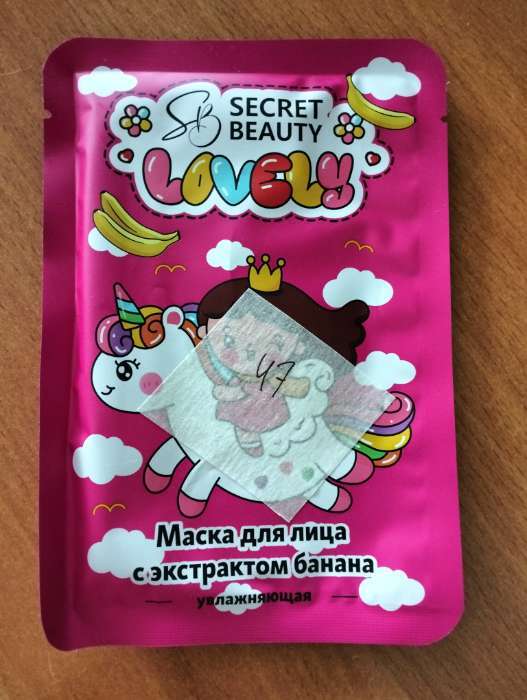 SB SECRET
BEAUTY
LOVELY
47
Маска для лица
с экстрактом банана
увлажняющая